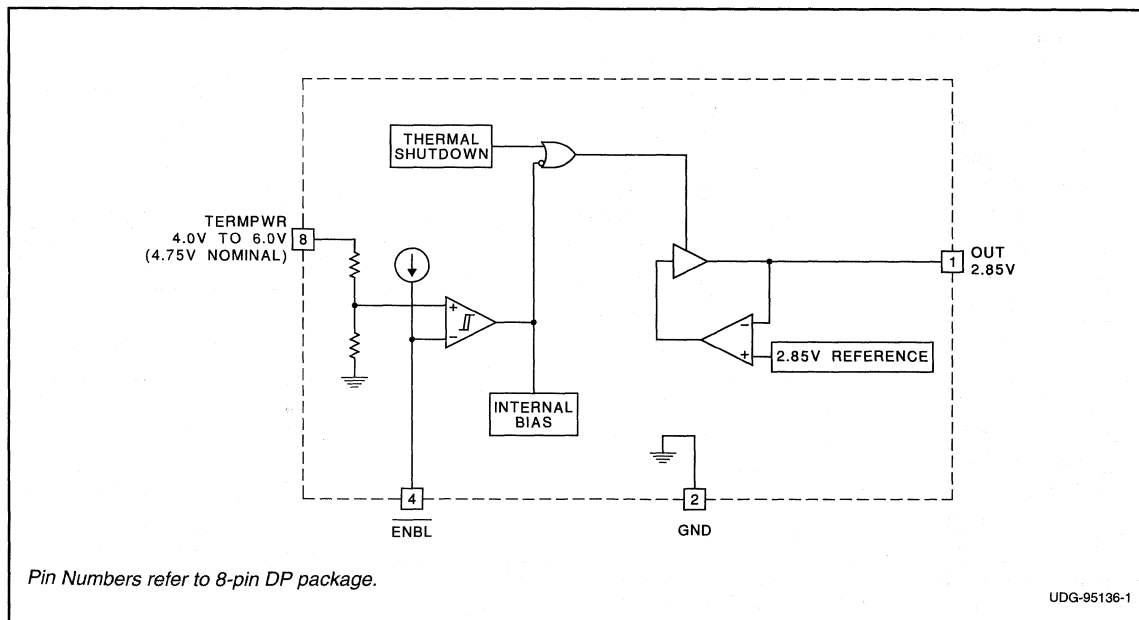 THERMAL
SHUTDOWN
TERMPWR
4.0V TO 6.0V
(4.75V NOMINAL)
8
+
-
1
OUT
2.85V
-
+
2.85V REFERENCE
INTERNAL
BIAS
4
2
ENBL
GND
Pin Numbers refer to 8-pin DP package.
UDG-95136-1